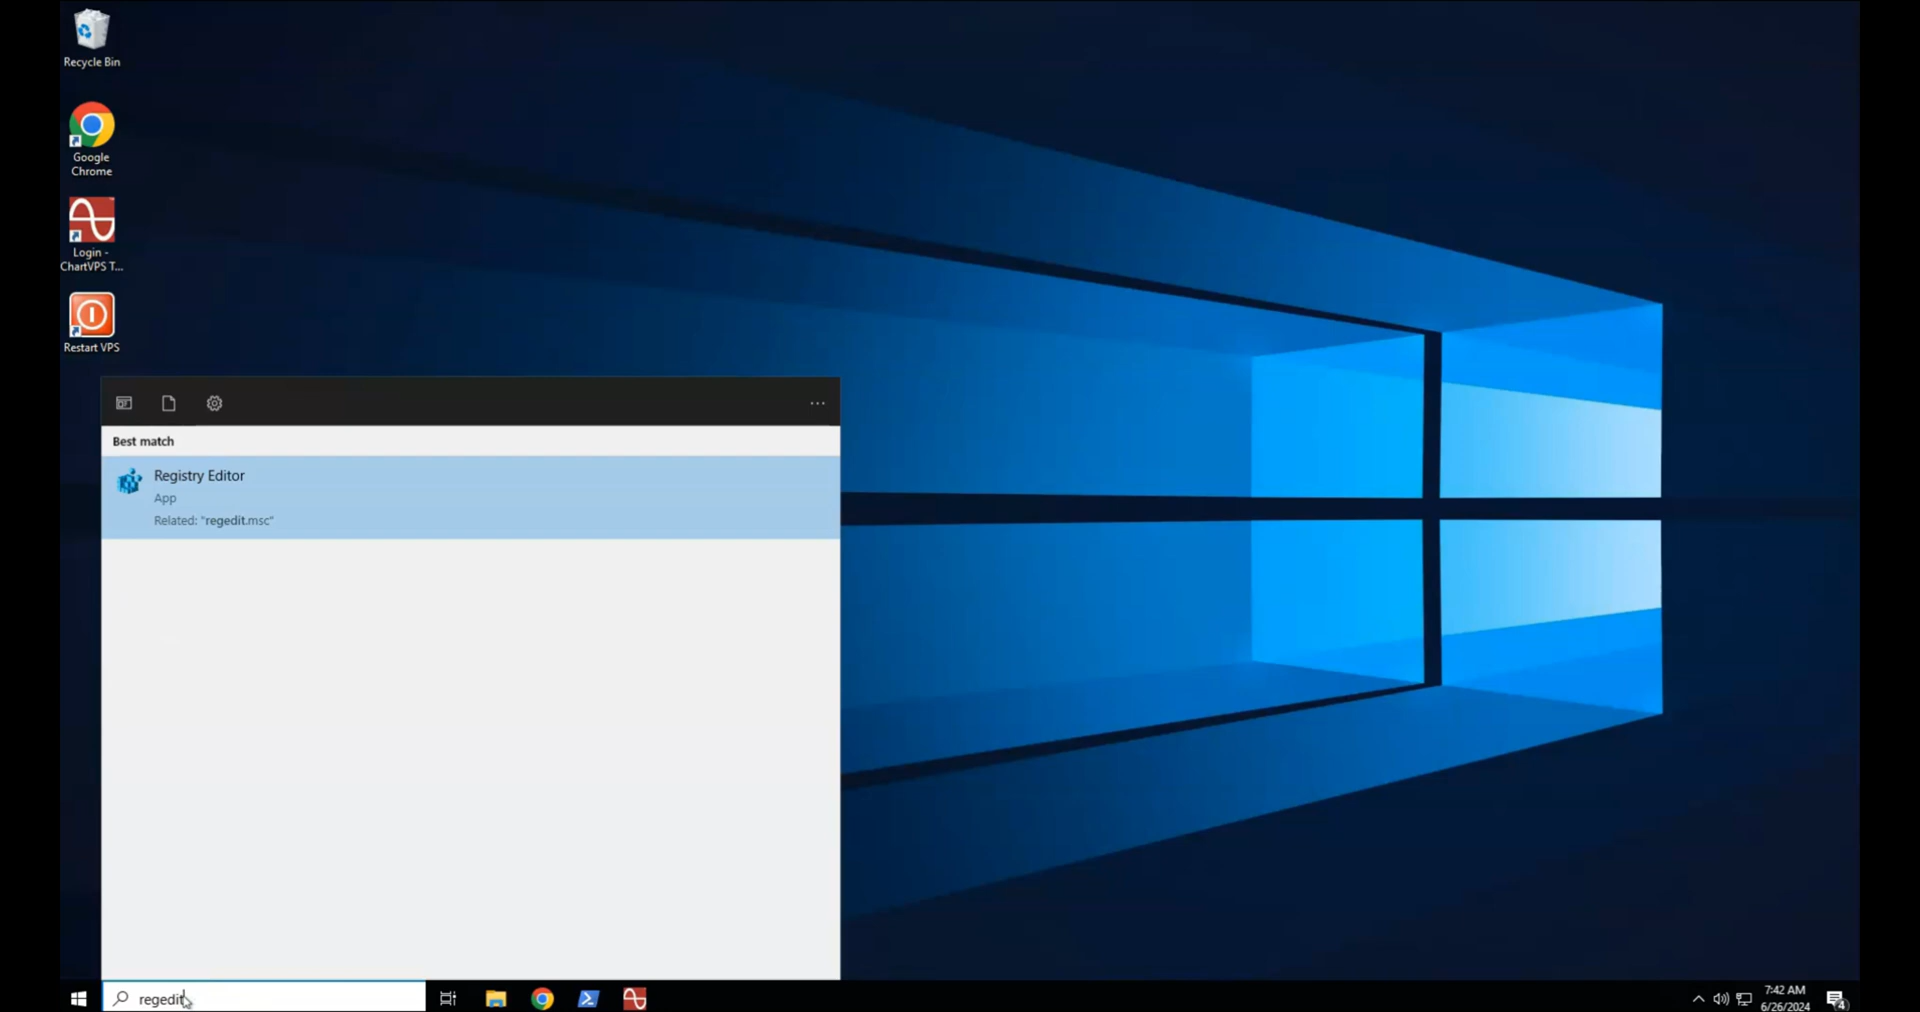 Recycle Bin
Google
Chrome
Login -
ChartVPS T...
Restart VPS
Best match
Registry Editor
App
Related: "regedit.msc"
regedit
7:42 AM
6/26/2024
4